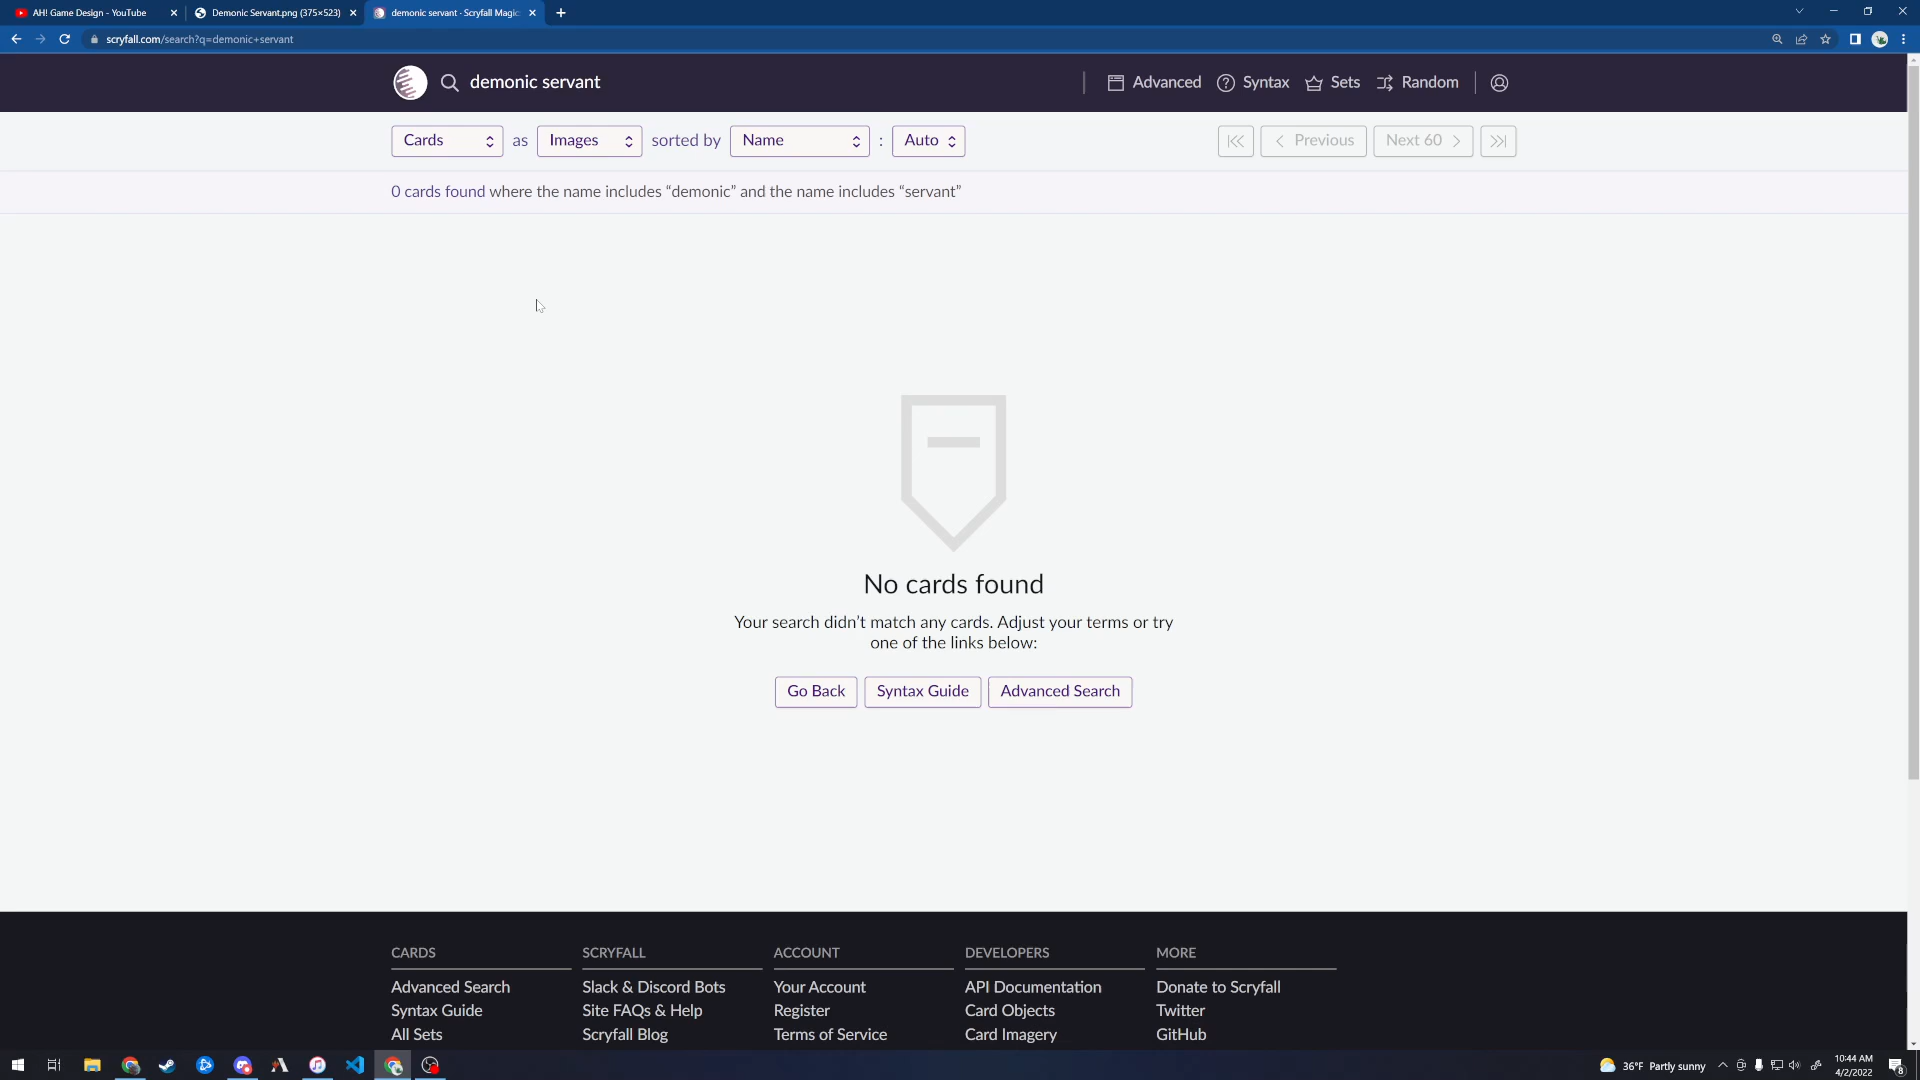 AH! Game Design - YouTube
Demonic Servant.png (375×523)
demonic servant · Scryfall Magic
scryfall.com/search?q=demonic+servant
demonic servant
Advanced
Syntax
Sets
Random
Cards
as
Images
sorted by
Name
:
Auto
Previous
Next 60
0 cards found where the name includes “demonic” and the name includes “servant”
No cards found
Your search didn’t match any cards. Adjust your terms or try
one of the links below:
Go Back
Syntax Guide
Advanced Search
CARDS
Advanced Search
Syntax Guide
All Sets
SCRYFALL
Slack & Discord Bots
Site FAQs & Help
Scryfall Blog
ACCOUNT
Your Account
Register
Terms of Service
DEVELOPERS
API Documentation
Card Objects
Card Imagery
MORE
Donate to Scryfall
Twitter
GitHub
36°F Partly sunny
10:44 AM
4/2/2022